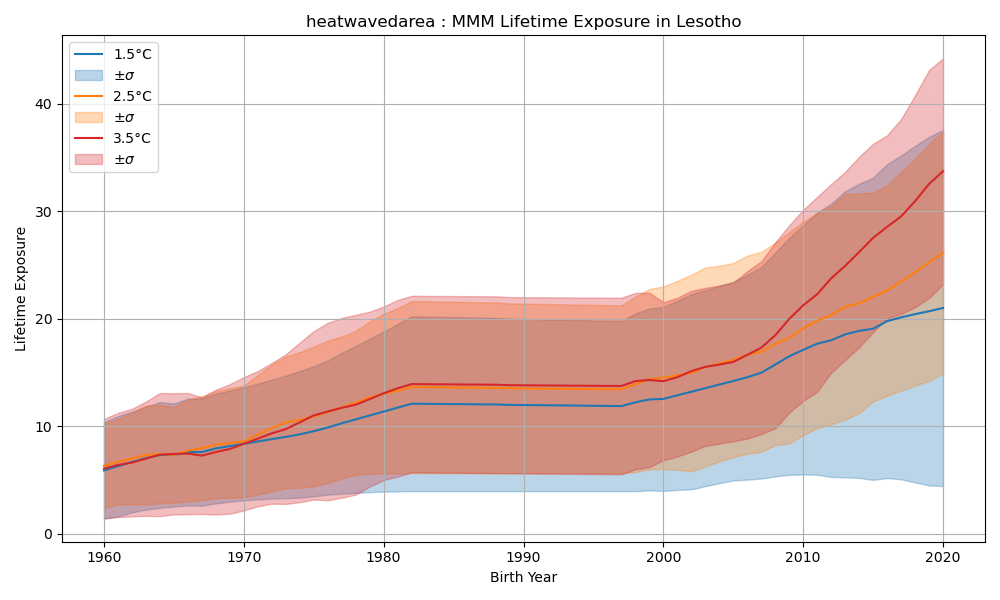 heatwavedarea : MMM Lifetime Exposure in Lesotho
1.5°C
±σ
2.5°C
±σ
3.5°C
±σ
Lifetime Exposure
40
30
20
10
0
1960
1970
1980
1990
2000
2010
2020
Birth Year